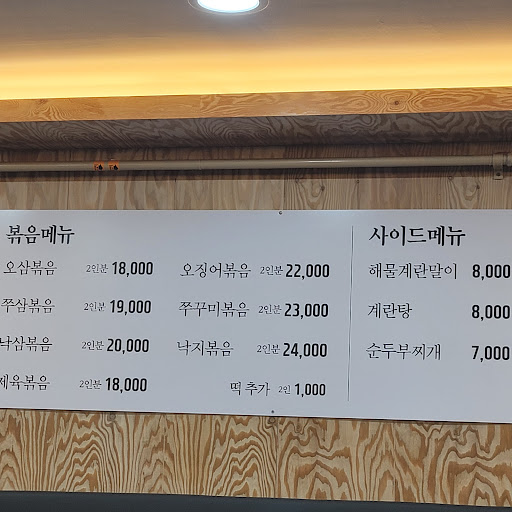 볶음메뉴
오삼볶음 2인분 18,000
쭈삼볶음 2인분 19,000
낙삼볶음 2인분 20,000
제육볶음 2인분 18,000
오징어볶음 2인분 22,000
쭈꾸미볶음 2인분 23,000
낙지볶음 2인분 24,000
떡 추가 2인 1,000
사이드메뉴
해물계란말이 8,000
계란탕 8,000
순두부찌개 7,000